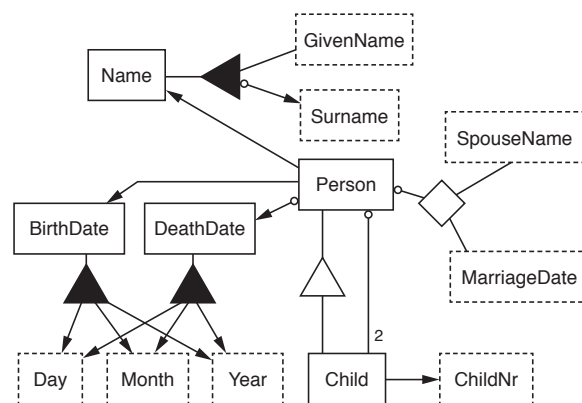 GivenName
Name
Surname
SpouseName
Person
BirthDate
DeathDate
MarriageDate
2
Day
Month
Year
Child
ChildNr